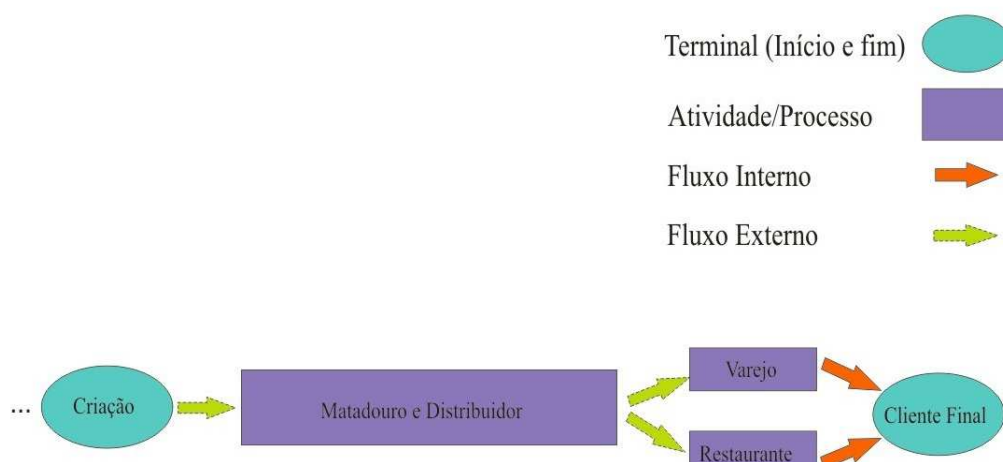 Terminal (Início e fim)
Atividade/Processo
Fluxo Interno
Fluxo Externo
...
Criação
Matadouro e Distribuidor
Varejo
Restaurante
Cliente Final